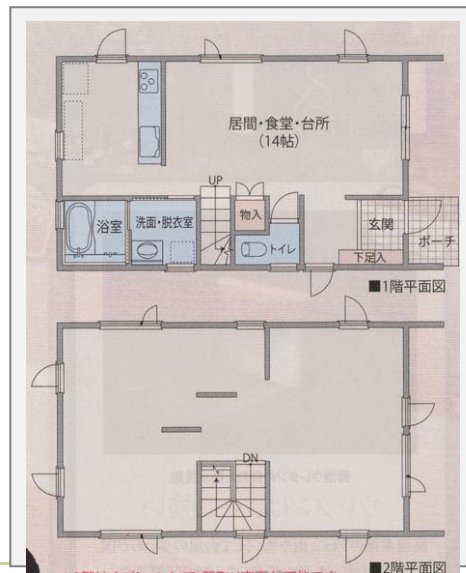 居間・食堂・台所
(14帖)
UP
浴室
洗面・脱衣室
物入
トイレ
玄関
ポーチ
下足入
■1階平面図
DN
■2階平面図